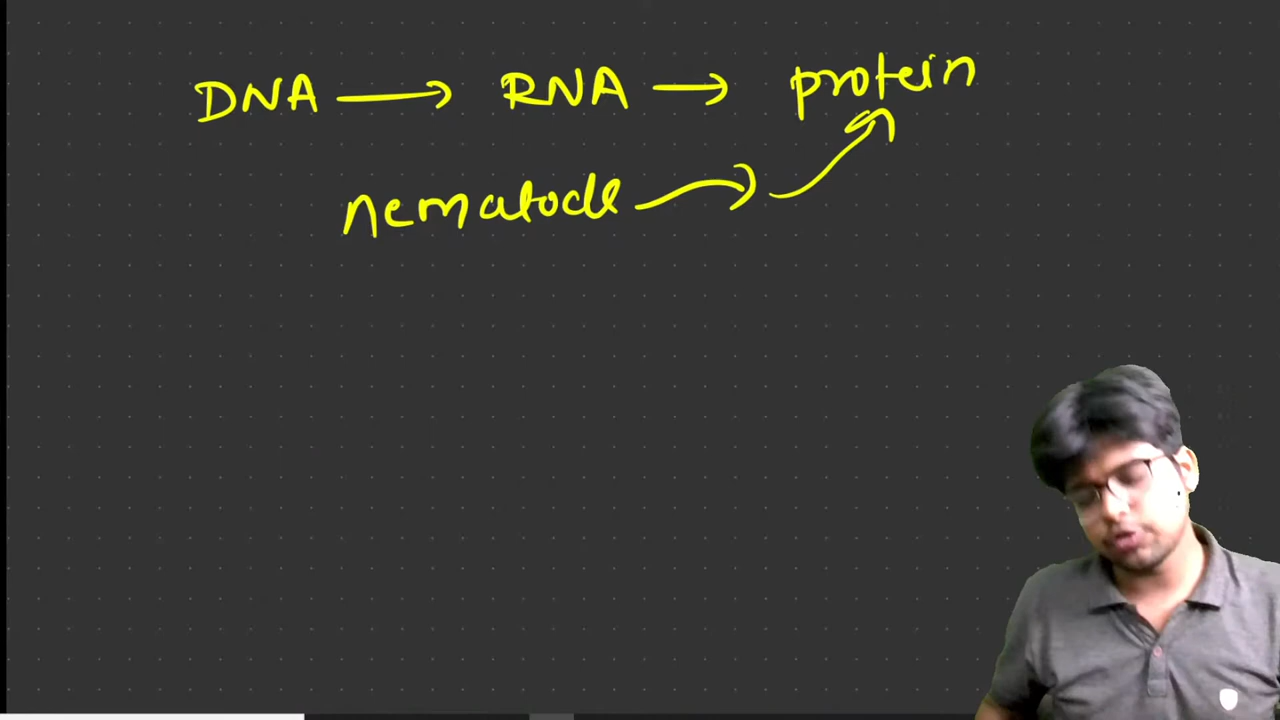 DNA → RNA → protein
nematode →